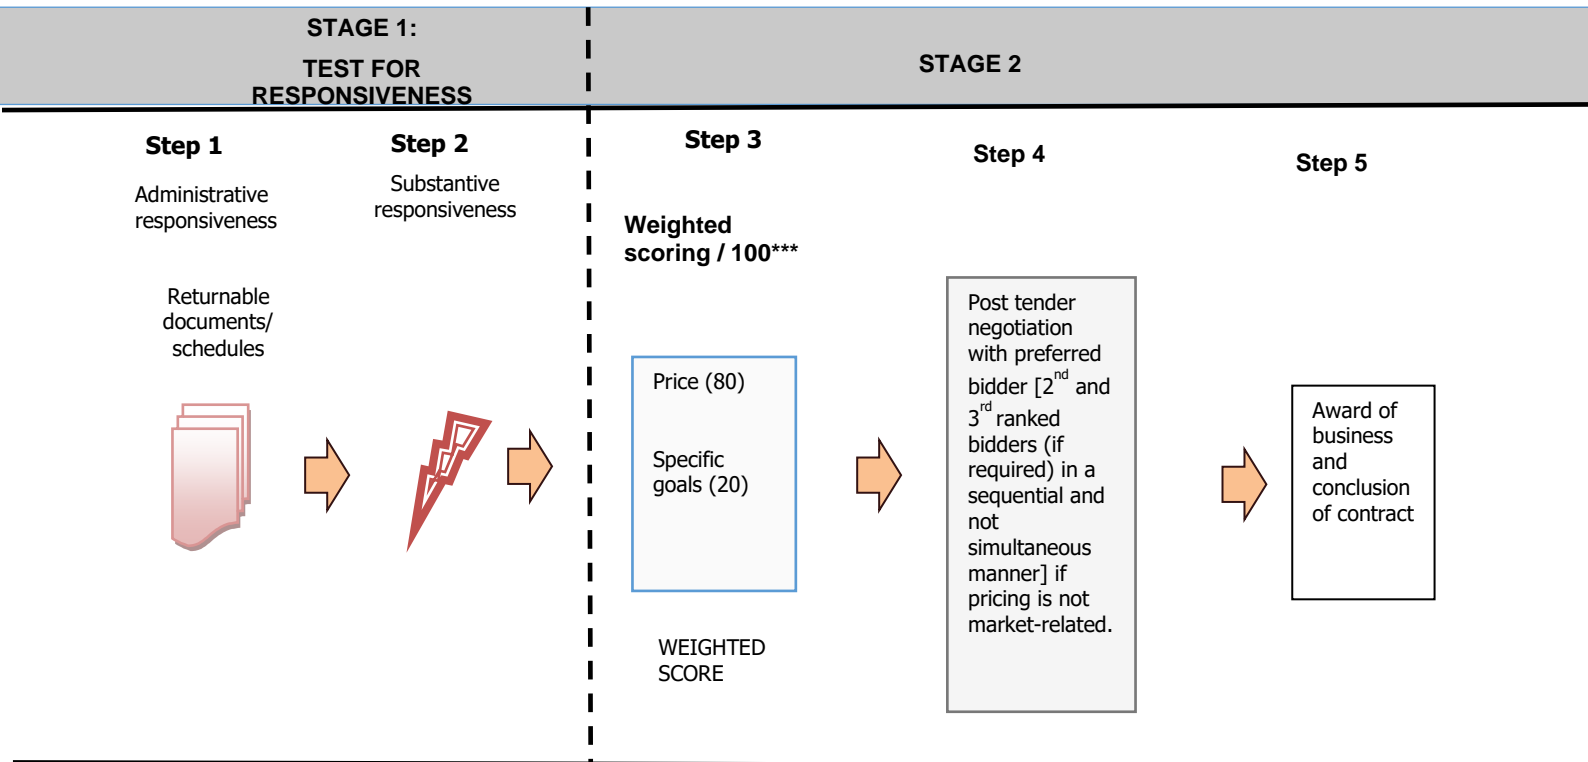 STAGE 1:
TEST FOR
RESPONSIVENESS
STAGE 2
Step 1
Administrative
responsiveness
Returnable
documents/
schedules
Step 2
Substantive
responsiveness
Step 3
Weighted
scoring / 100***
Price (80)
Specific
goals (20)
WEIGHTED
SCORE
Step 4
Post tender
negotiation
with preferred
bidder [2nd and
3rd ranked
bidders (if
required) in a
sequential and
not
simultaneous
manner] if
pricing is not
market-related.
Step 5
Award of
business
and
conclusion
of contract